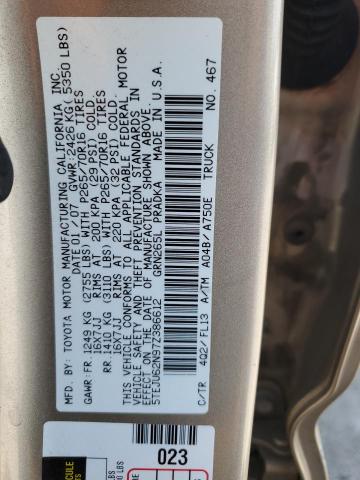 MFD. BY: TOYOTA MOTOR MANUFACTURING CALIFORNIA, INC.
DATE 01/07 GVWR: 2426 KG( 5350 LBS)
GAWR:FR 1249 KG (2755 LBS) WITH P265/70R16 TIRES
16X7JJ RIMS AT 200 KPA (29 PSI) COLD.
RR 1410 KG (3110 LBS) WITH P265/70R16 TIRES
16X7JJ RIMS AT 220 KPA (32 PSI) COLD.
THIS VEHICLE CONFORMS TO ALL APPLICABLE FEDERAL MOTOR
VEHICLE SAFETY AND THEFT PREVENTION STANDARDS IN
EFFECT ON THE DATE OF MANUFACTURE SHOWN ABOVE.
5TEJU62N97Z386612 GRN265L PRADKA MADE IN U.S.A.
C/TR 4Q2/ FL13 A/TM A04B/ A750E TRUCK NO. 467
023
LBS
LBS